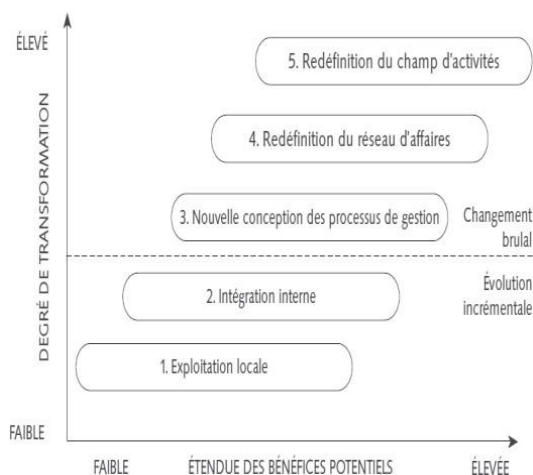 ÉLEVÉ
5. Redéfinition du champ d'activités
4. Redéfinition du réseau d'affaires
3. Nouvelle conception des processus de gestion
Changement
brulal
DEGRÉ DE TRANSFORMATION
2. Intégration interne
Évolution
incrémentale
1. Exploitation locale
FAIBLE
FAIBLE
ÉTENDUE DES BÉNÉFICES POTENTIELS
ÉLEVÉE